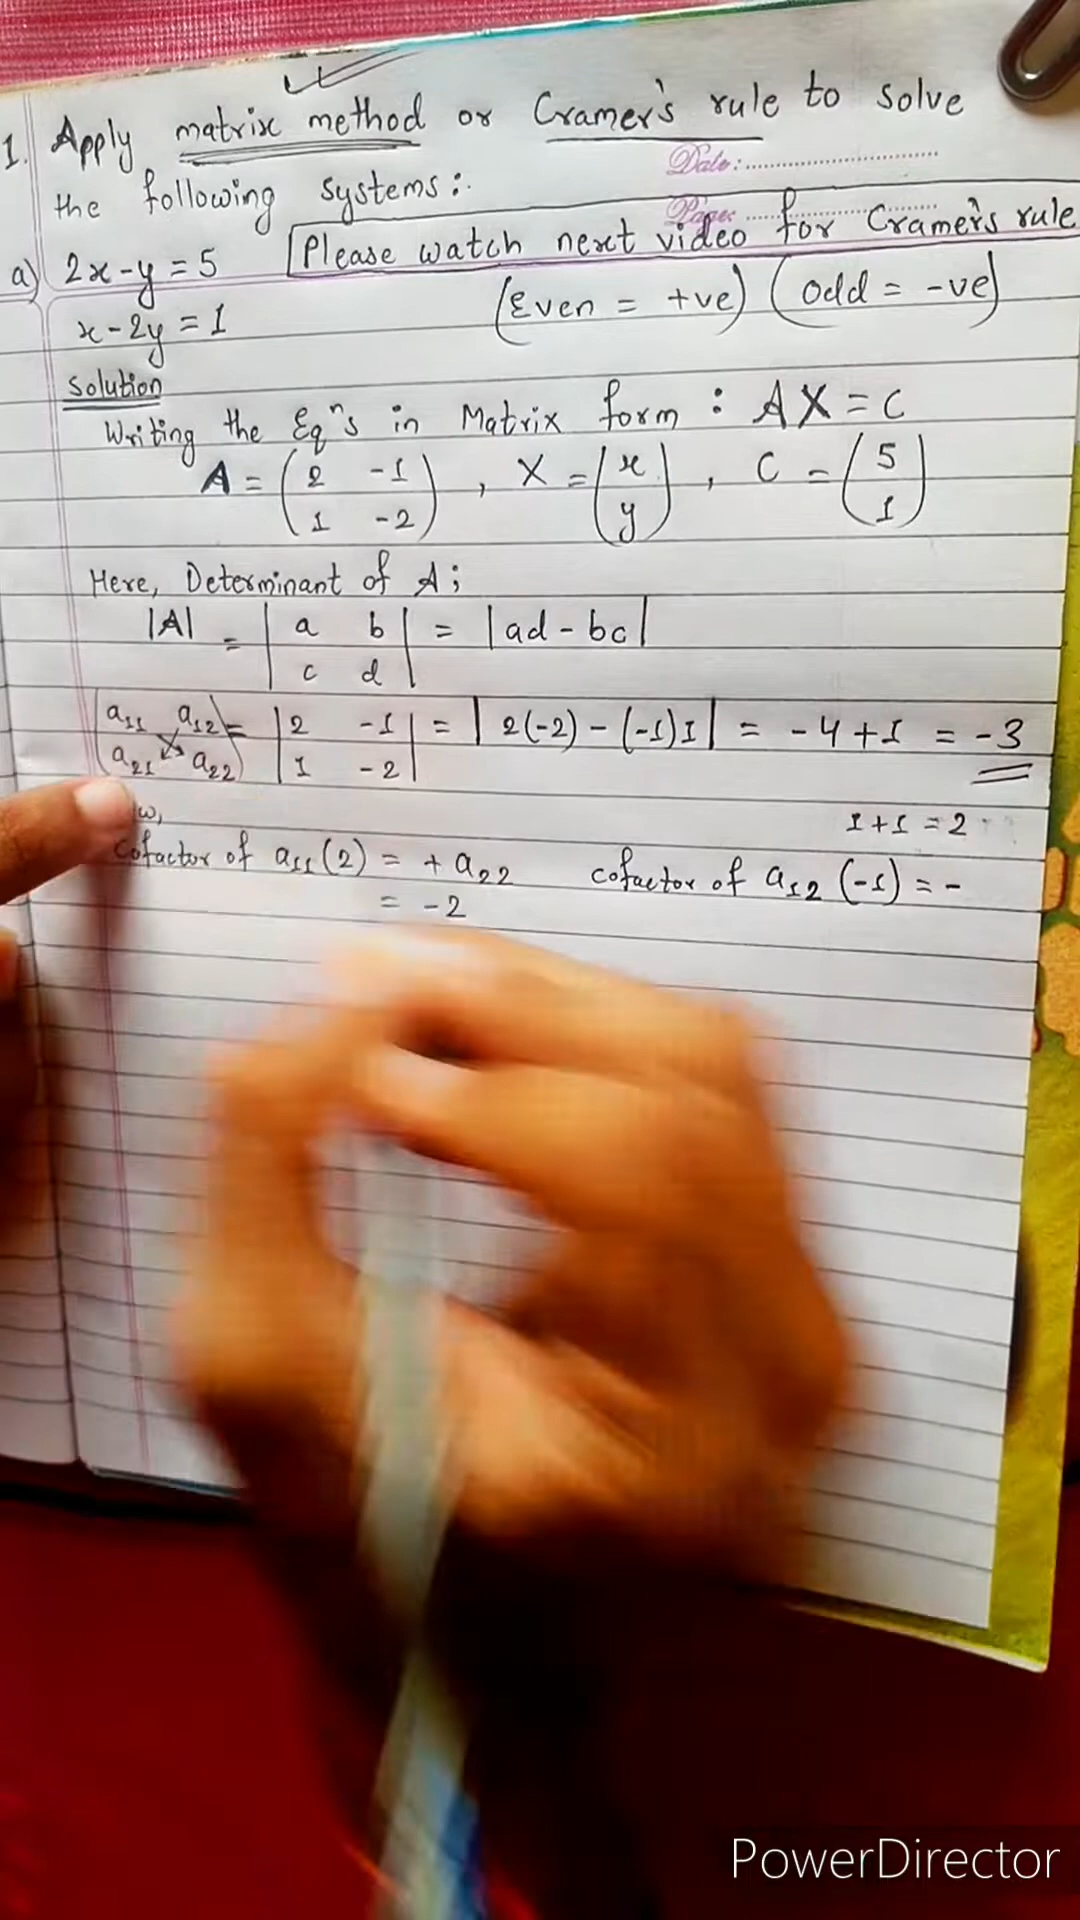 1. Apply matrix method or Cramer's rule to solve
Date:
the following systems:
Page:
a) 2x-y=5 Please watch next video for Cramer's rule
x-2y=1 (Even = +ve) (odd = -ve)
Solution
Writing the Eqn's in Matrix form : AX=C
A = (2 -1 , X = (x , C = (5
1 -2) y) 1)
Here, Determinant of A;
|A| = |a b| = |ad-bc|
c d
(a11 a12 = |2 -1| = |2(-2)-(-1)1| = -4+1 = -3
a21 a22) 1 -2
w, 1+1=2
Cofactor of a11(2) = +a22 cofactor of a12(-1) = -
= -2
PowerDirector